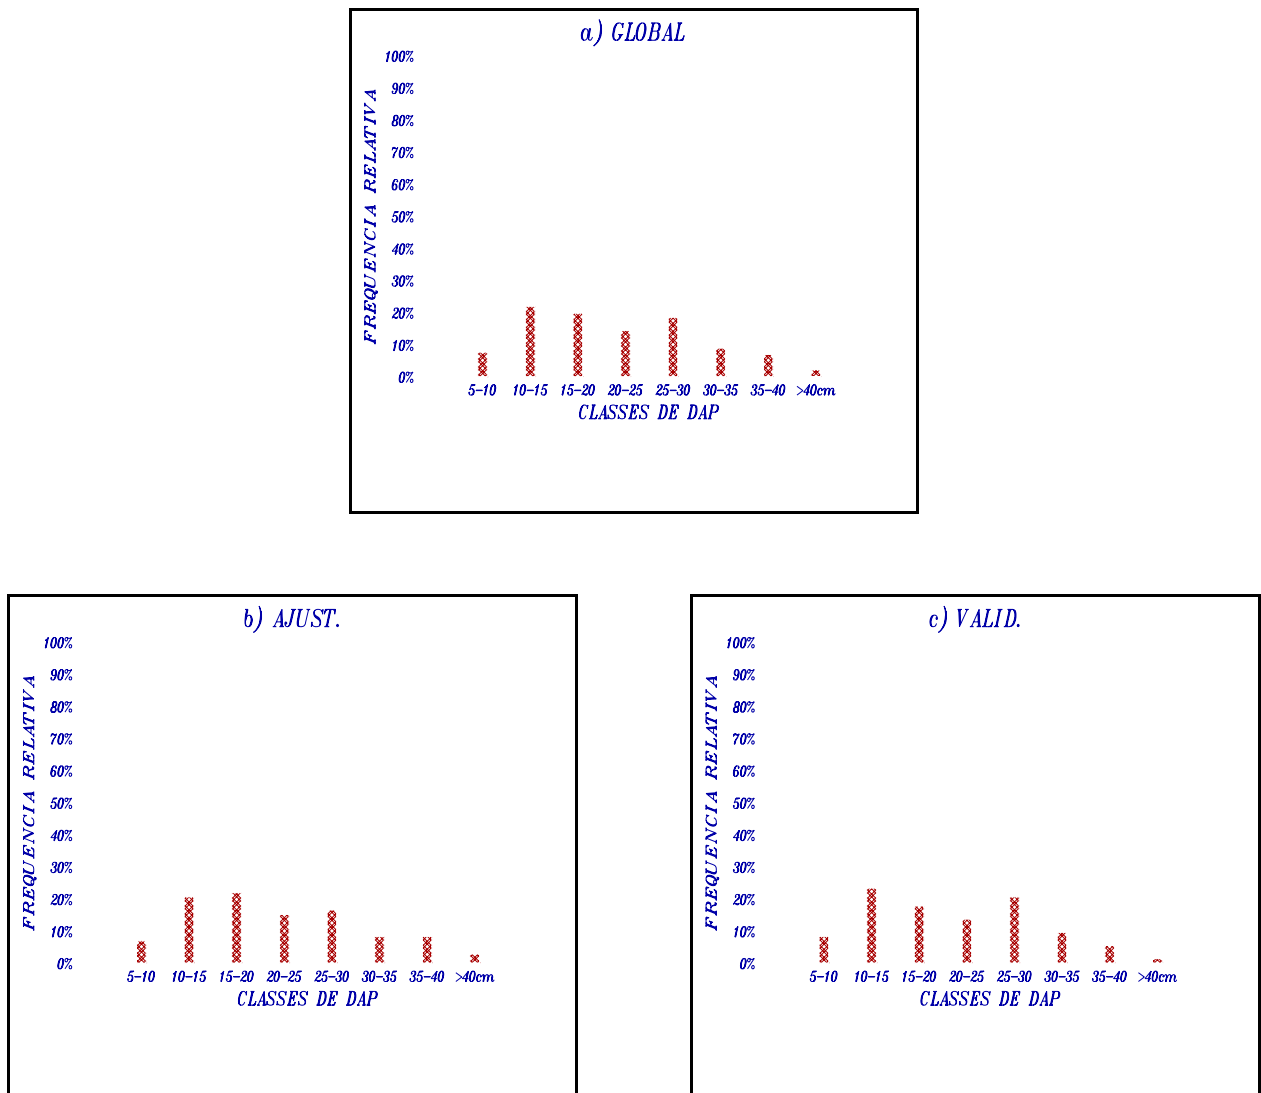 a) GLOBAL
100%
90%
80%
70%
60%
50%
40%
30%
20%
10%
0%
FREQUENCIA RELATIVA
5-10 10-15 15-20 20-25 25-30 30-35 35-40 >40cm
CLASSES DE DAP
b) AJUST.
100%
90%
80%
70%
60%
50%
40%
30%
20%
10%
0%
FREQUENCIA RELATIVA
5-10 10-15 15-20 20-25 25-30 30-35 35-40 >40cm
CLASSES DE DAP
c) VALID.
100%
90%
80%
70%
60%
50%
40%
30%
20%
10%
0%
FREQUENCIA RELATIVA
5-10 10-15 15-20 20-25 25-30 30-35 35-40 >40cm
CLASSES DE DAP